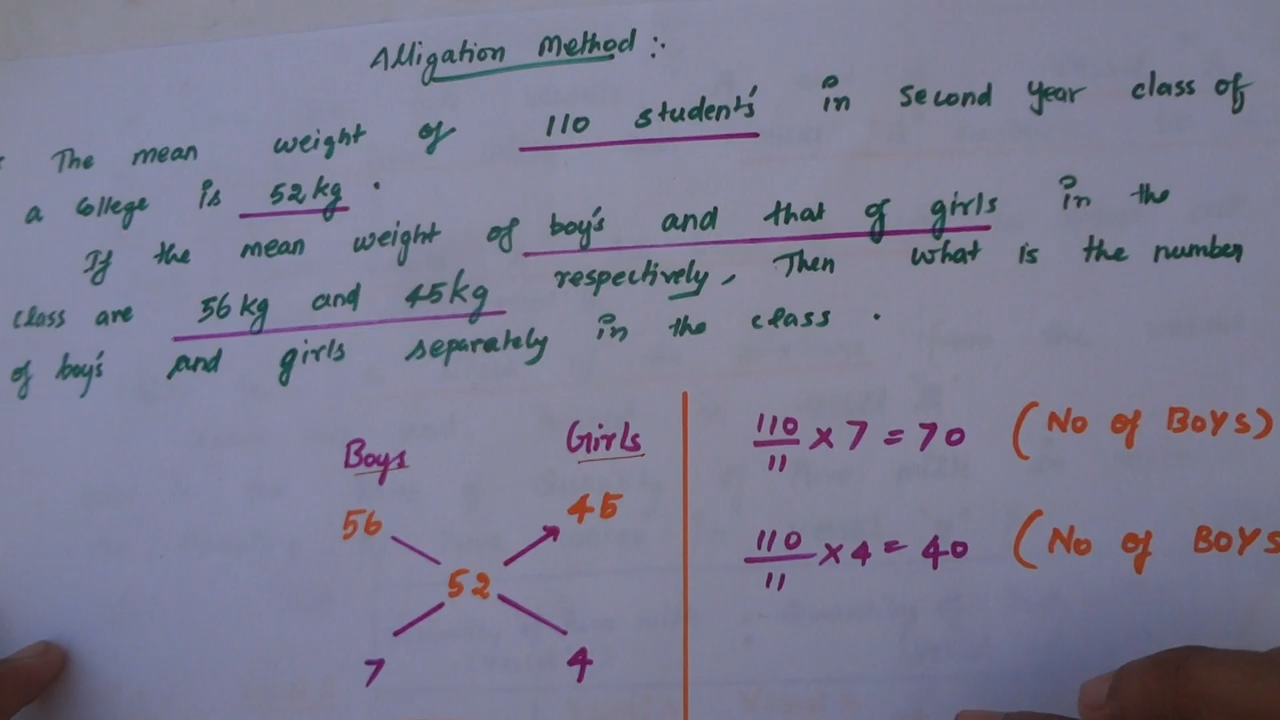 Alligation Method :.
The mean weight of 110 students' in second year class of
a college is 52kg .
If the mean weight of boy's and that of girls in the
class are 56kg and 45kg respectively, Then what is the number
of boy's and girls separately in the class .
Boys Girls
56 45
52
7 4
110/11 × 7 = 70 (No of Boys)
110/11 × 4 = 40 (No of BOYS